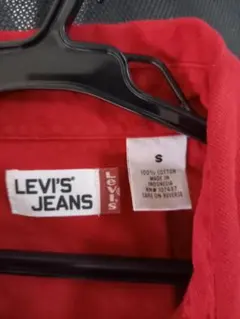 LEVI'S®
JEANS
LEVI'S
S
100% COTTON
MADE IN
INDONESIA
CARE ON REVERSE